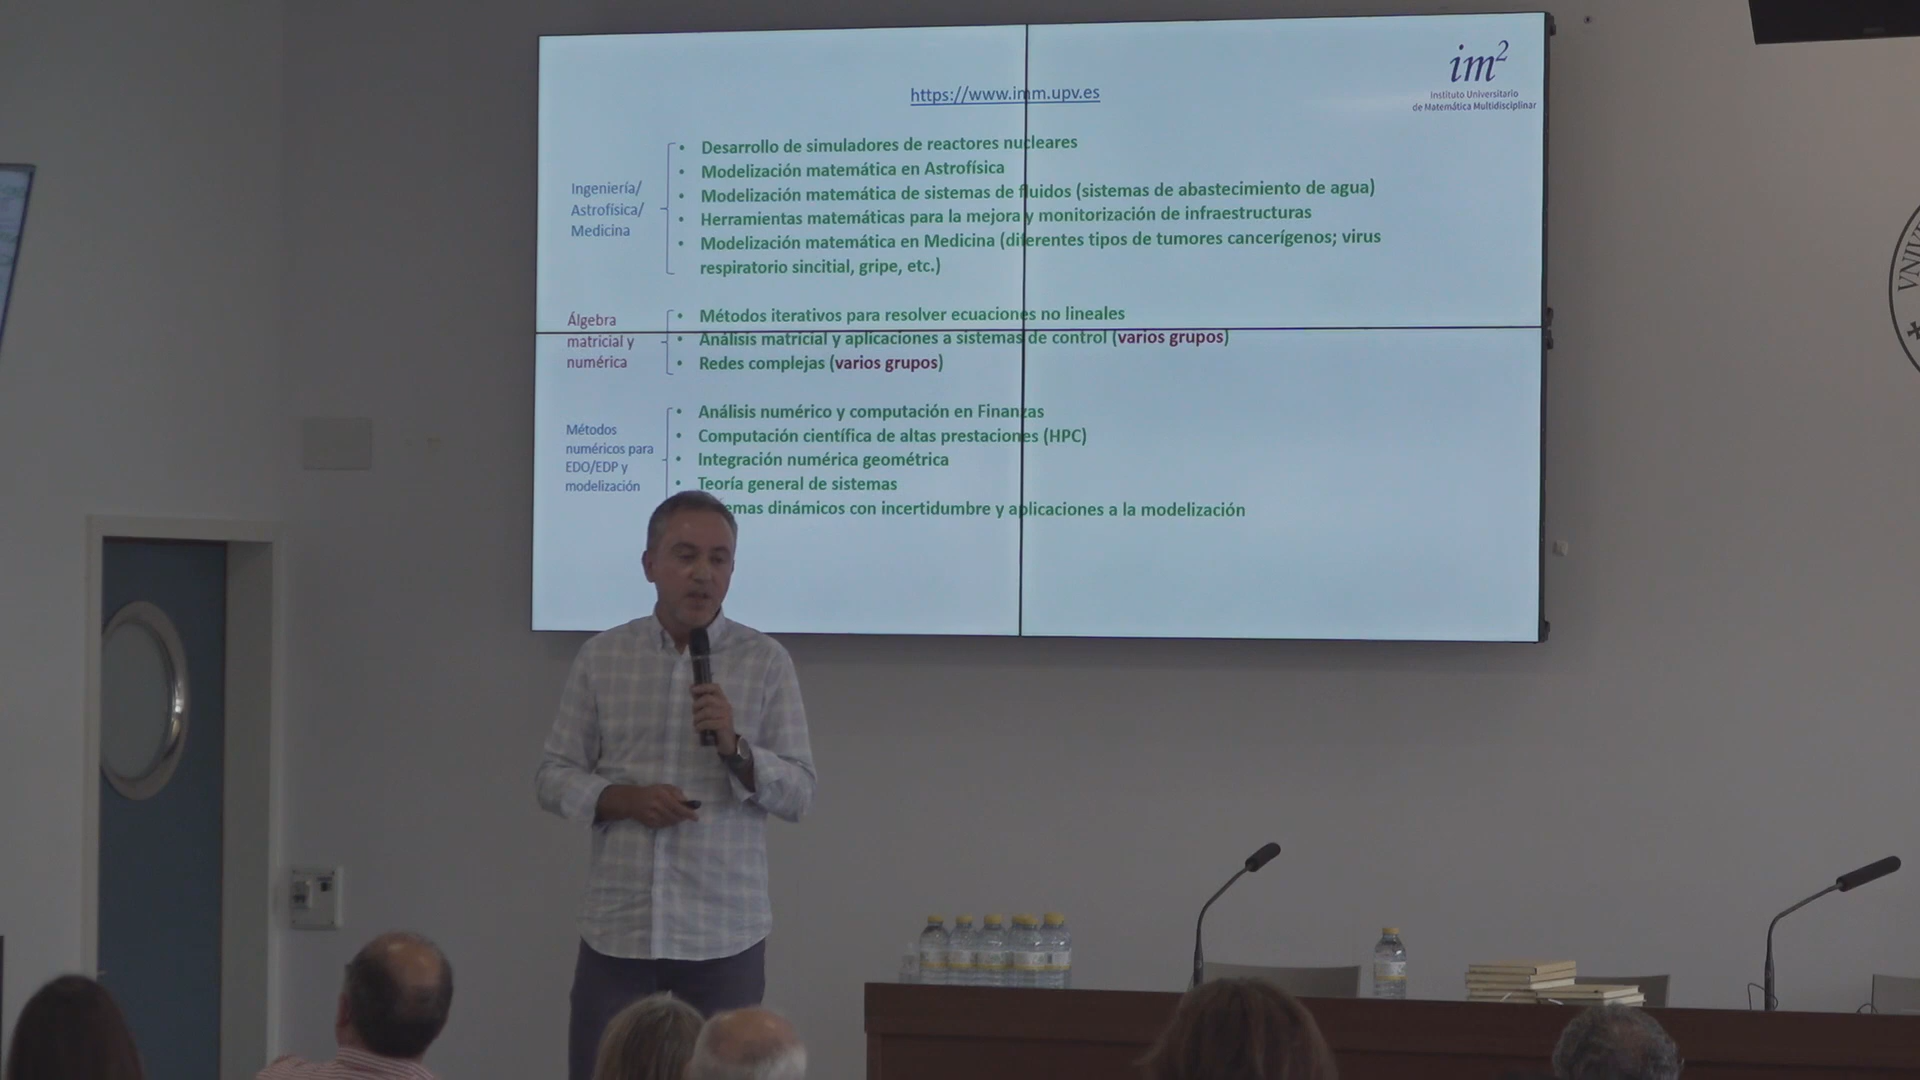 im²
Instituto Universitario
de Matemática Multidisciplinar
https://www.imm.upv.es
Ingeniería/
Astrofísica/
Medicina
• Desarrollo de simuladores de reactores nucleares
• Modelización matemática en Astrofísica
• Modelización matemática de sistemas de fluidos (sistemas de abastecimiento de agua)
• Herramientas matemáticas para la mejora y monitorización de infraestructuras
• Modelización matemática en Medicina (diferentes tipos de tumores cancerígenos; virus
respiratorio sincitial, gripe, etc.)
Álgebra
matricial y
numérica
• Métodos iterativos para resolver ecuaciones no lineales
• Análisis matricial y aplicaciones a sistemas de control (varios grupos)
• Redes complejas (varios grupos)
Métodos
numéricos para
EDO/EDP y
modelización
• Análisis numérico y computación en Finanzas
• Computación científica de altas prestaciones (HPC)
• Integración numérica geométrica
• Teoría general de sistemas
emas dinámicos con incertidumbre y aplicaciones a la modelización
VNIV